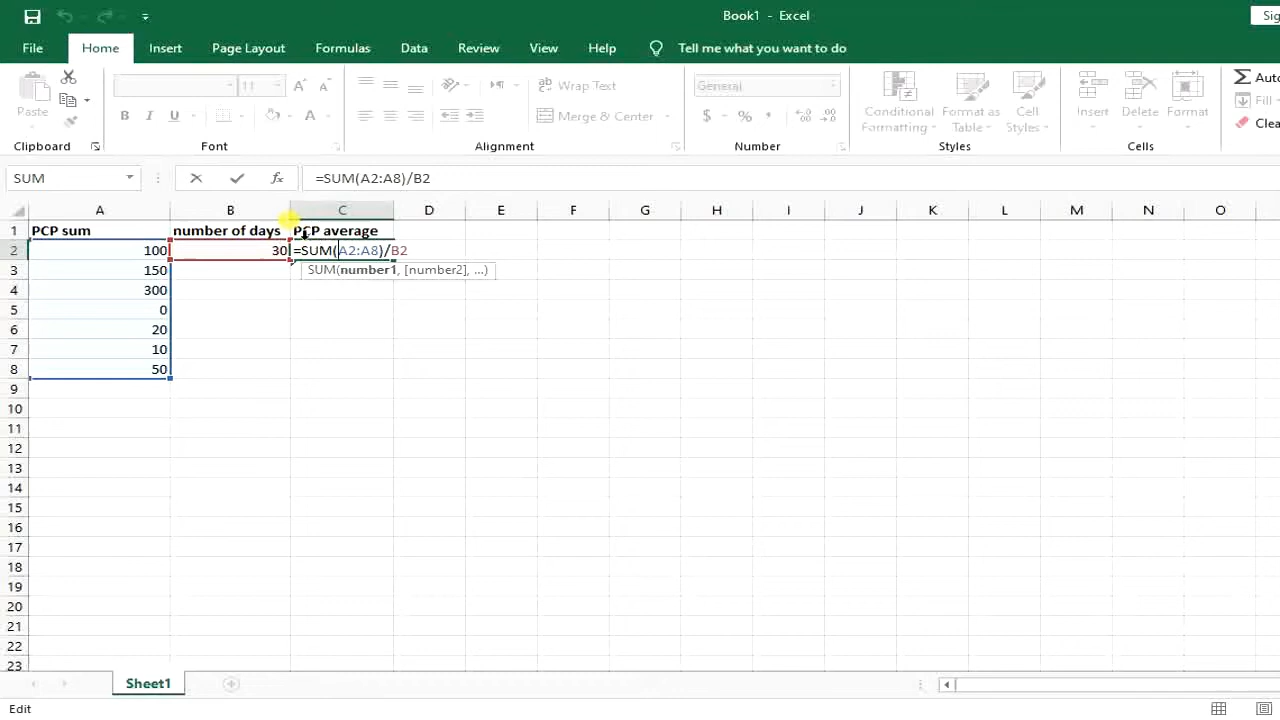 Book1 - Excel
Sig
File Home Insert Page Layout Formulas Data Review View Help Tell me what you want to do
Paste
11
Wrap Text
Merge & Center
General
$ %
Conditional Formatting
Format as Table
Cell Styles
Insert
Delete
Format
Auto
Fill
Clea
Clipboard Font Alignment Number Styles Cells
SUM fx =SUM(A2:A8)/B2
A B C D E F G H I J K L M N O
1 PCP sum number of days PCP average
2 100 30 =SUM(A2:A8)/B2
SUM(number1, [number2], ...)
3 150
4 300
5 0
6 20
7 10
8 50
9
10
11
12
13
14
15
16
17
18
19
20
21
22
23
Sheet1
Edit